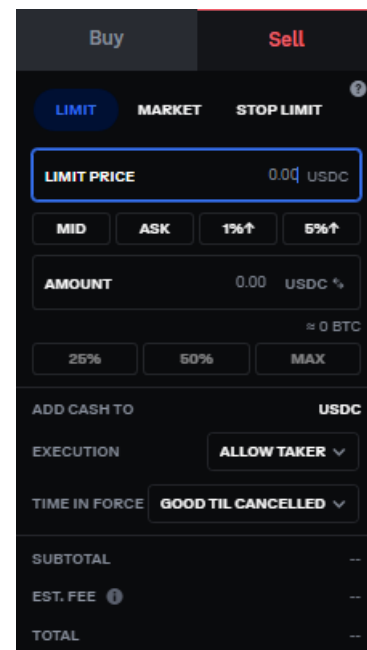 Buy Sell
?
LIMIT MARKET STOP LIMIT
LIMIT PRICE 0.00 USDC
MID ASK 1%↑ 5%↑
AMOUNT 0.00 USDC
≈ 0 BTC
25% 50% MAX
ADD CASH TO USDC
EXECUTION ALLOW TAKER
TIME IN FORCE GOOD TIL CANCELLED
SUBTOTAL --
EST. FEE i --
TOTAL --